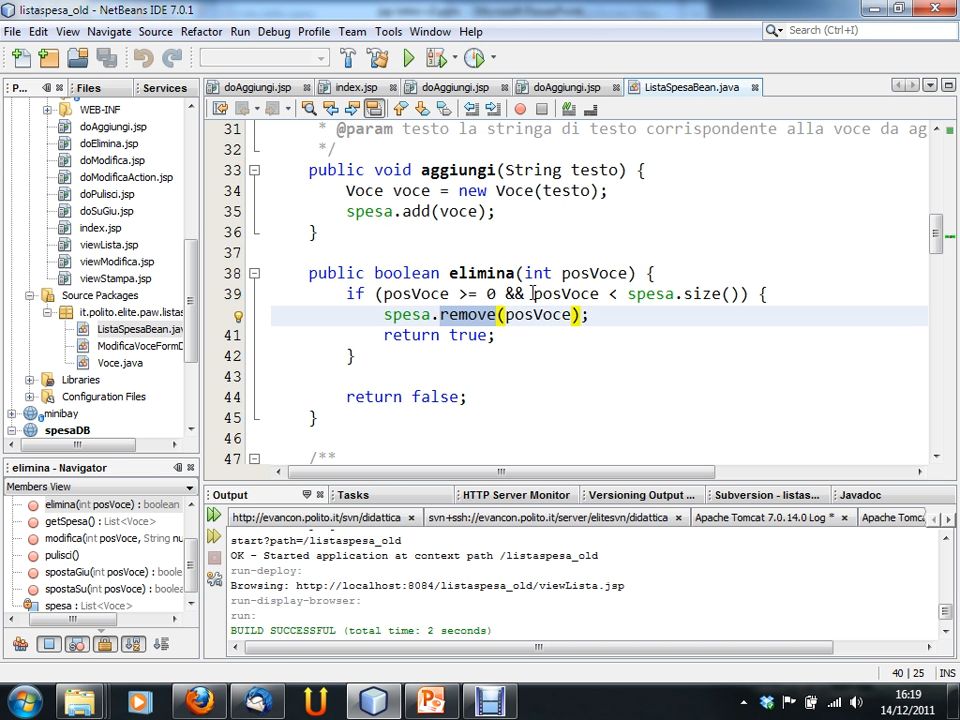 listaspesa_old - NetBeans IDE 7.0.1
File Edit View Navigate Source Refactor Run Debug Profile Team Tools Window Help
Search (Ctrl+I)
P... Files Services
doAggiungi.jsp index.jsp doAggiungi.jsp doAggiungi.jsp ListaSpesaBean.java
WEB-INF
doAggiungi.jsp
doElimina.jsp
doModifica.jsp
doModificaAction.jsp
doPulisci.jsp
doSuGiu.jsp
index.jsp
viewLista.jsp
viewModifica.jsp
viewStampa.jsp
Source Packages
it.polito.elite.paw.listas
ListaSpesaBean.jav
ModificaVoceFormD
Voce.java
Libraries
Configuration Files
minibay
spesaDB
31 * @param testo la stringa di testo corrispondente alla voce da ag
32 */
33 public void aggiungi(String testo) {
34 Voce voce = new Voce(testo);
35 spesa.add(voce);
36 }
37
38 public boolean elimina(int posVoce) {
39 if (posVoce >= 0 && posVoce < spesa.size()) {
spesa.remove(posVoce);
41 return true;
42 }
43
44 return false;
45 }
46
47 /**
elimina - Navigator
Members View
elimina(int posVoce) : boolean
getSpesa() : List<Voce>
modifica(int posVoce, String nu
pulisci()
spostaGiu(int posVoce) : boole
spostaSu(int posVoce) : boolea
spesa : List<Voce>
Output Tasks HTTP Server Monitor Versioning Output ... Subversion - listas... Javadoc
http://evancon.polito.it/svn/didattica svn+ssh://evancon.polito.it/server/elitesvn/didattica Apache Tomcat 7.0.14.0 Log * Apache Tomca
start?path=/listaspesa_old
OK - Started application at context path /listaspesa_old
run-deploy:
Browsing: http://localhost:8084/listaspesa_old/viewLista.jsp
run-display-browser:
run:
BUILD SUCCESSFUL (total time: 2 seconds)
40 | 25 INS
16:19
14/12/2011